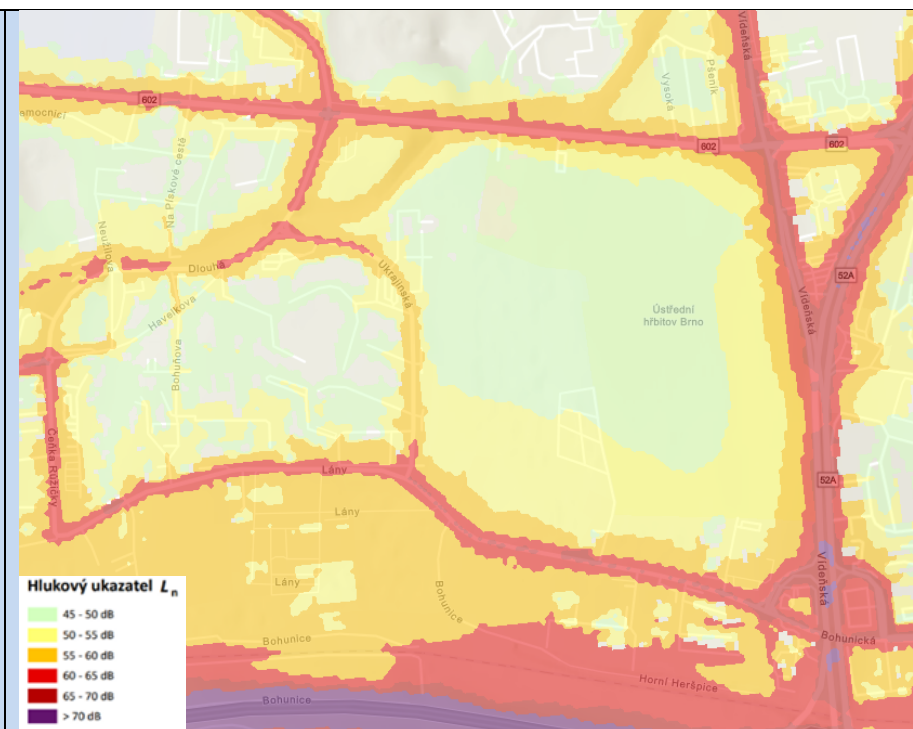 Vídeňská
Pšeník
Vysoká
602
emocnicí
602
602
Na Pískové cestě
Neužilova
Dlouhá
Ukrajinská
52A
Havelkova
Vídeňská
Ústřední
hřbitov Brno
Bohuňova
Čeňka Růžičky
Lány
52A
Lány
Vídeňská
Lány
Bohunice
Bohunice
Bohunická
Horní Heršpice
Bohunice
Hlukový ukazatel Ln
45 - 50 dB
50 - 55 dB
55 - 60 dB
60 - 65 dB
65 - 70 dB
> 70 dB